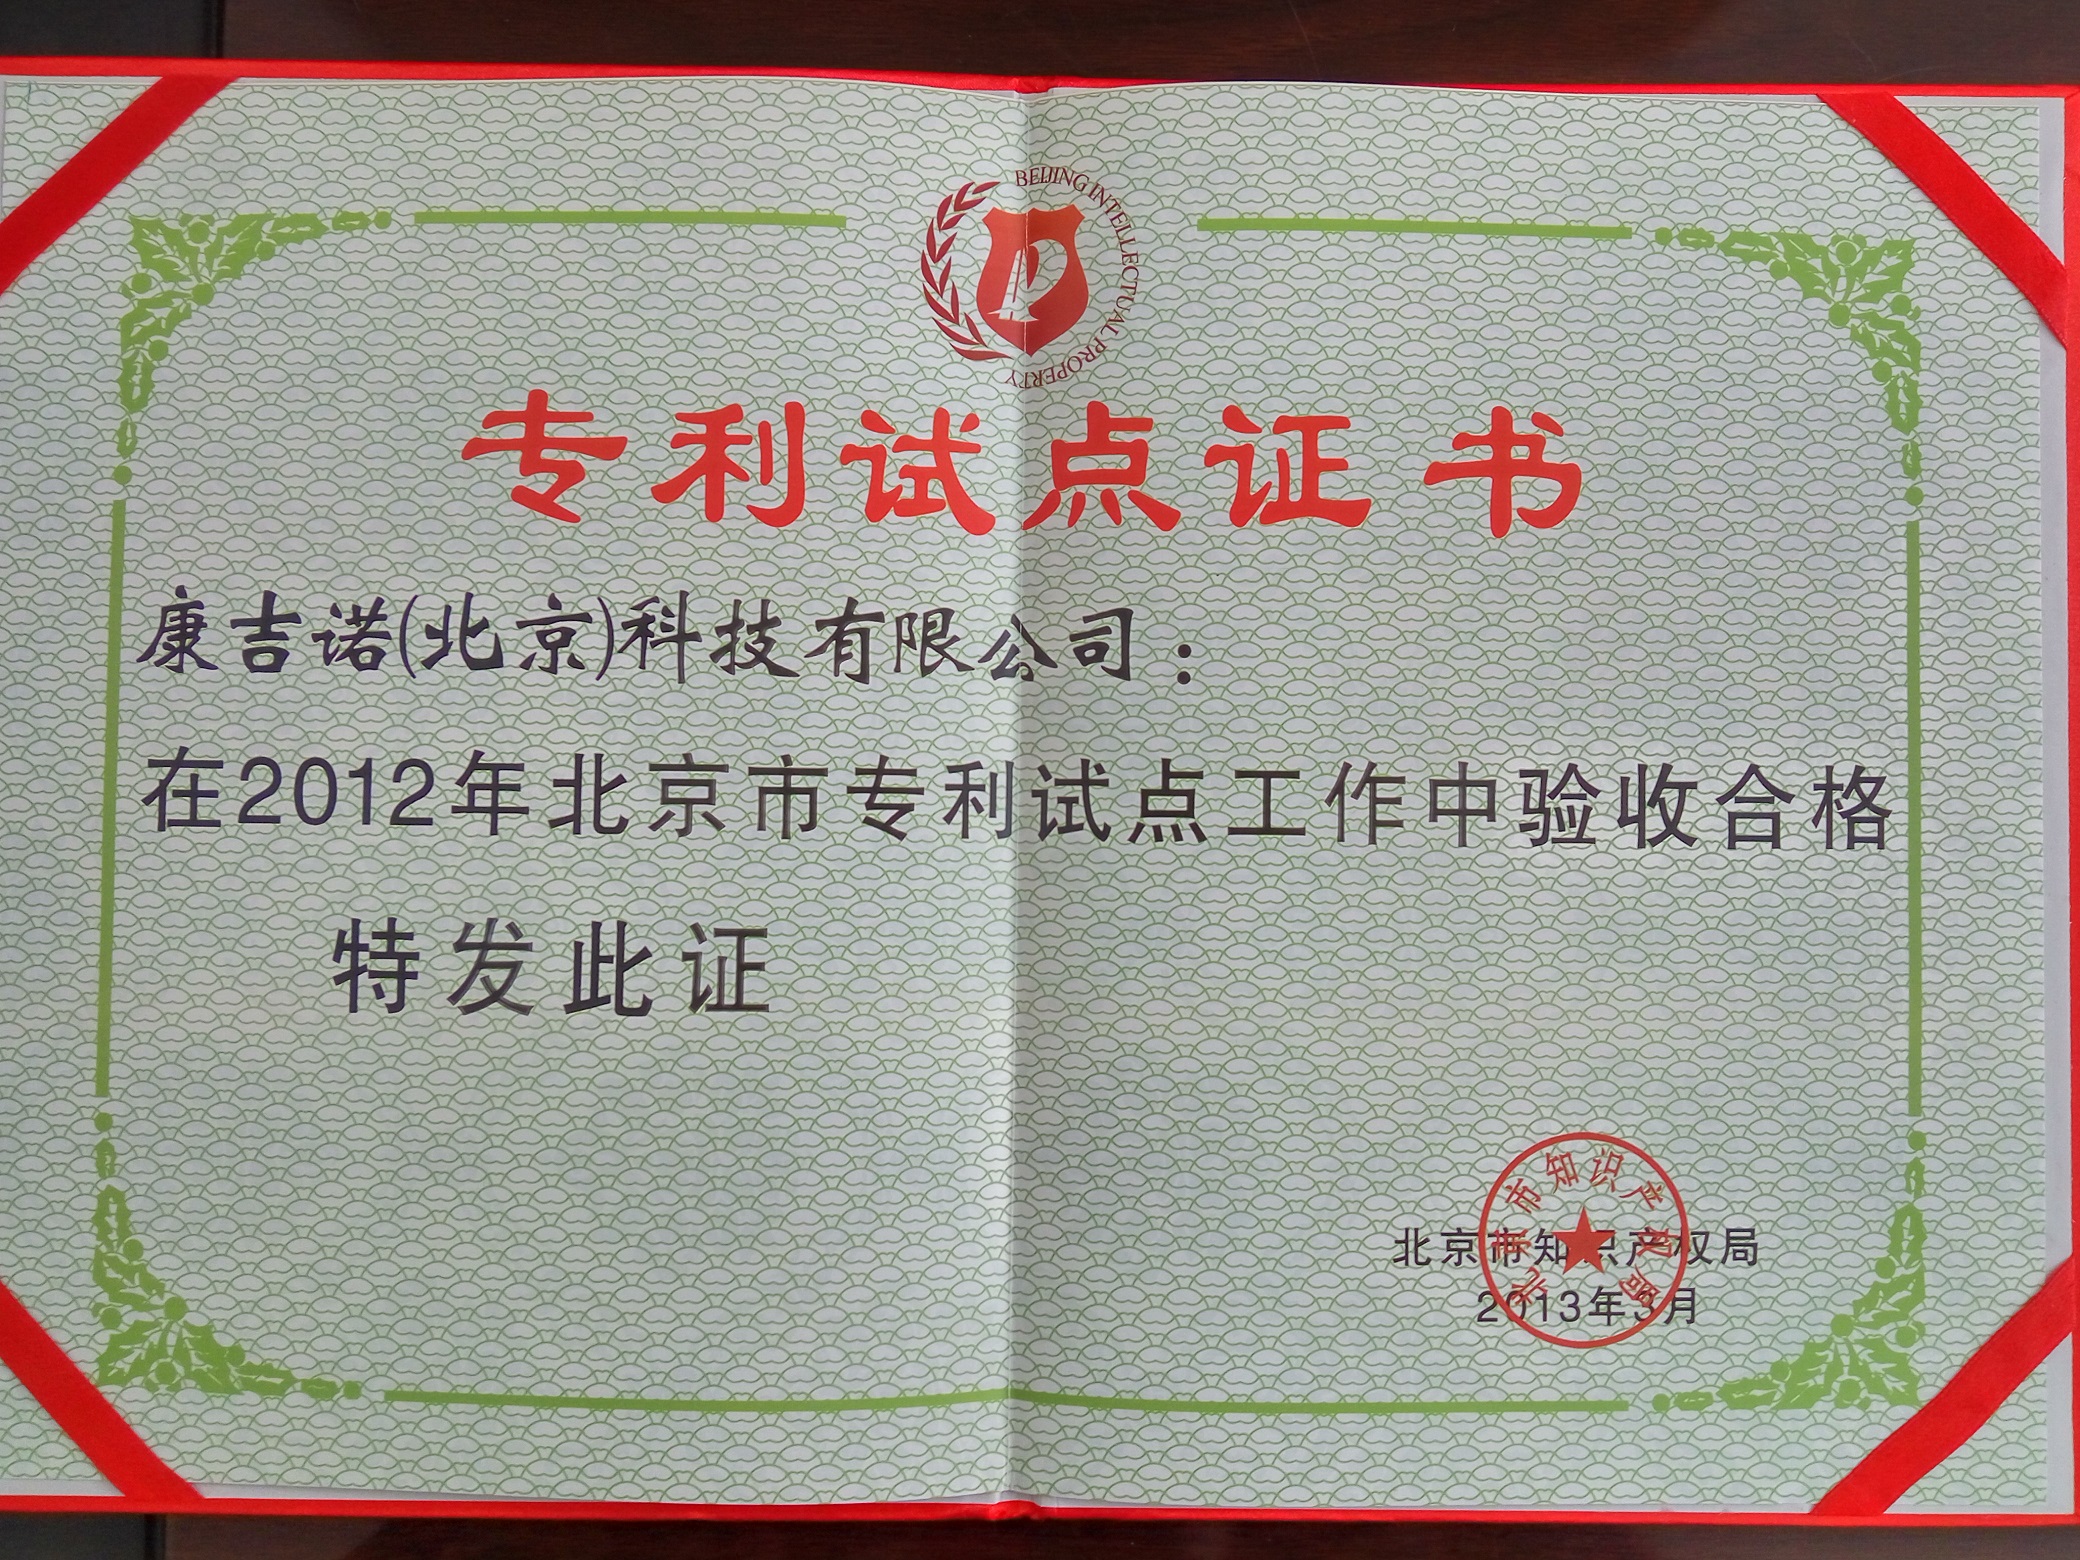 BEIJING INTELLECTUAL PROPERTY
专利试点证书
康吉诺(北京)科技有限公司：
在2012年北京市专利试点工作中验收合格
特发此证
北京市知识产权局
北京市知识产权局
2013年3月